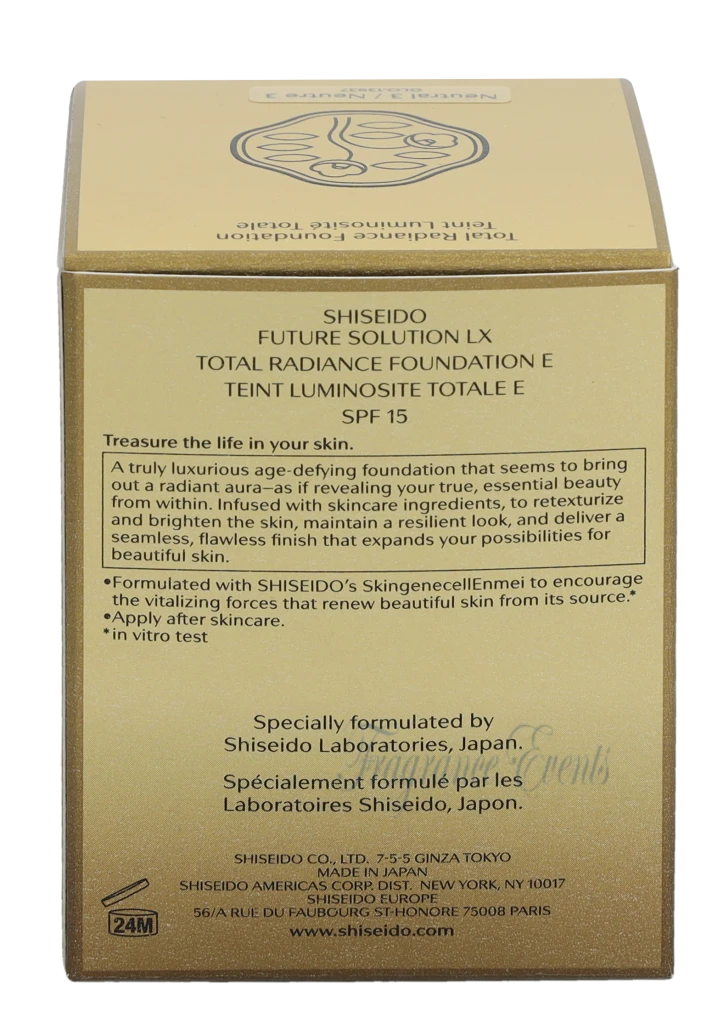 Neutral 3 / Neutre 3
Total Radiance Foundation
Teint Luminosité Totale
SHISEIDO
FUTURE SOLUTION LX
TOTAL RADIANCE FOUNDATION E
TEINT LUMINOSITE TOTALE E
SPF 15
Treasure the life in your skin.
A truly luxurious age-defying foundation that seems to bring
out a radiant aura–as if revealing your true, essential beauty
from within. Infused with skincare ingredients, to retexturize
and brighten the skin, maintain a resilient look, and deliver a
seamless, flawless finish that expands your possibilities for
beautiful skin.
•Formulated with SHISEIDO's SkingenecellEnmei to encourage
the vitalizing forces that renew beautiful skin from its source.*
•Apply after skincare.
*in vitro test
Specially formulated by
Shiseido Laboratories, Japan.
Fragrance Events
Spécialement formulé par les
Laboratoires Shiseido, Japon.
SHISEIDO CO., LTD. 7-5-5 GINZA TOKYO
MADE IN JAPAN
SHISEIDO AMERICAS CORP. DIST. NEW YORK, NY 10017
SHISEIDO EUROPE
56/A RUE DU FAUBOURG ST-HONORE 75008 PARIS
www.shiseido.com
24M